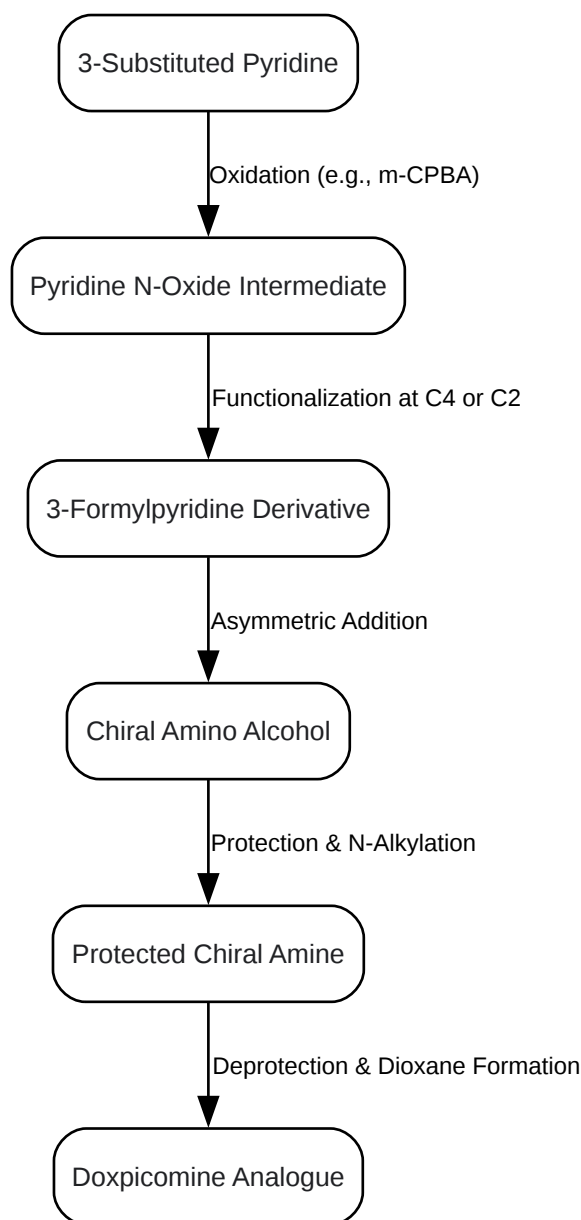 3-Substituted Pyridine
Oxidation (e.g., m-CPBA)
Pyridine N-Oxide Intermediate
Functionalization at C4 or C2
3-Formylpyridine Derivative
Asymmetric Addition
Chiral Amino Alcohol
Protection & N-Alkylation
Protected Chiral Amine
Deprotection & Dioxane Formation
Doxpicomine Analogue